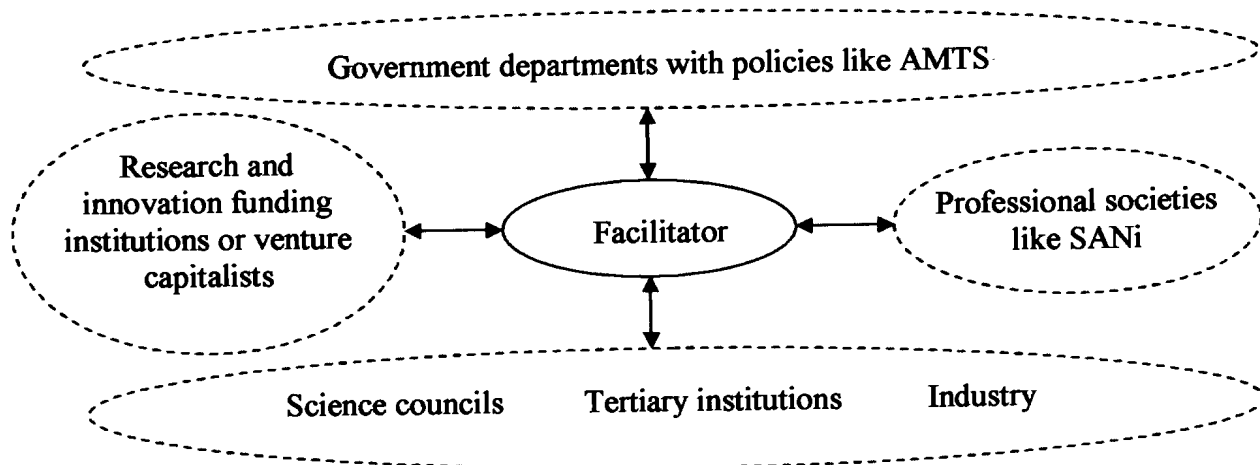 Government departments with policies like AMTS
Research and
innovation funding
institutions or venture
capitalists
Facilitator
Professional societies
like SANi
Science councils
Tertiary institutions
Industry